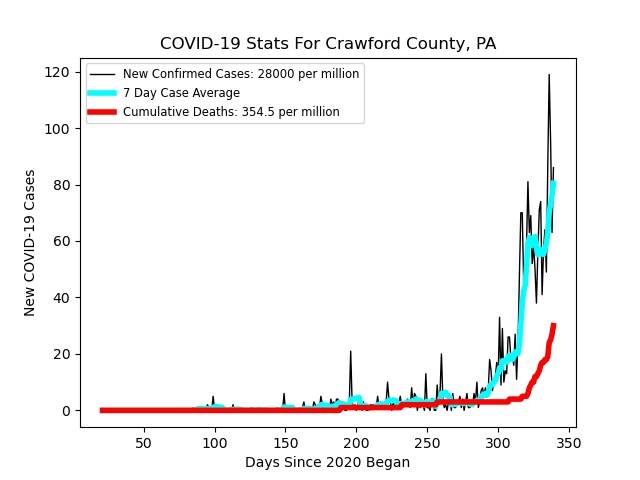 COVID-19 Stats For Crawford County, PA
New Confirmed Cases: 28000 per million
7 Day Case Average
Cumulative Deaths: 354.5 per million
New COVID-19 Cases
120
100
80
60
40
20
0
50
100
150
200
250
300
350
Days Since 2020 Began